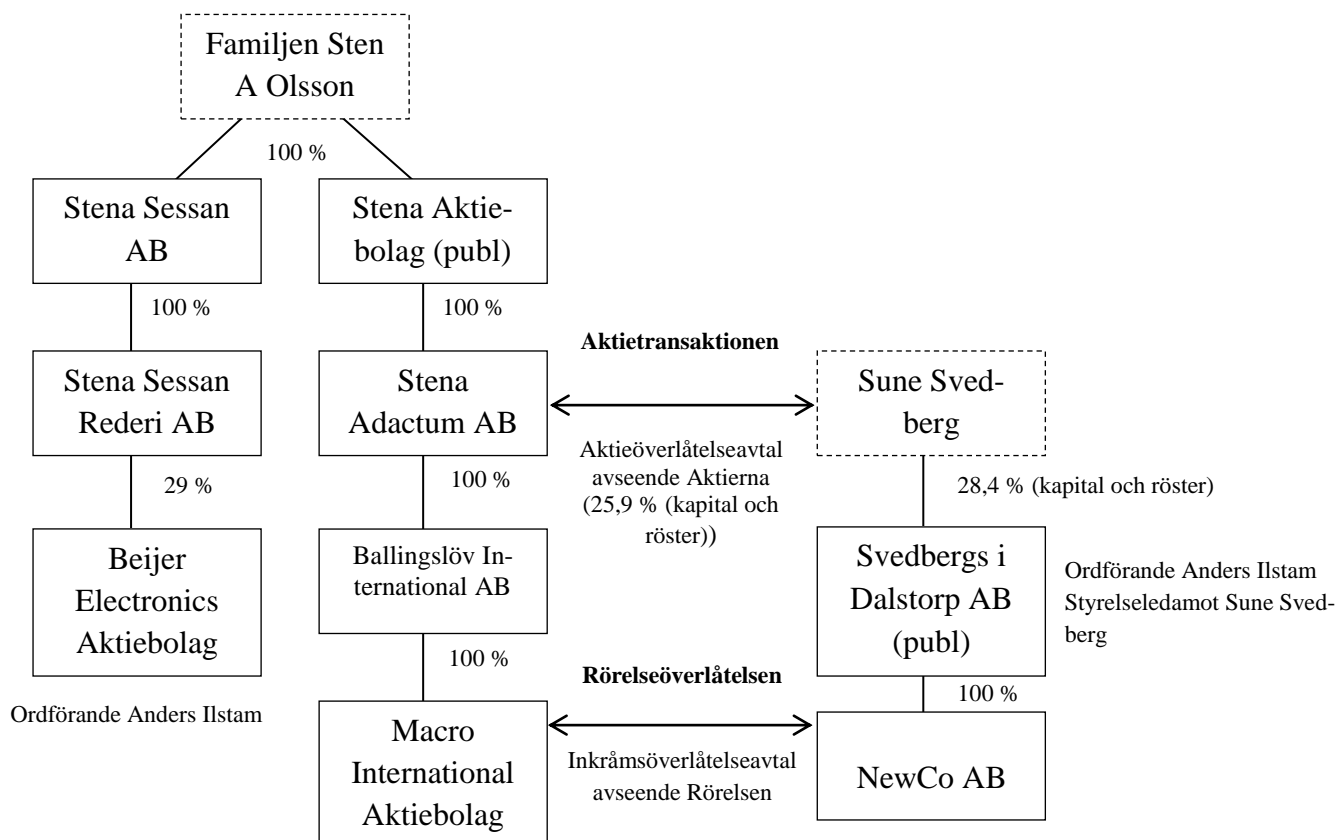 Familjen Sten
A Olsson
100 %
Stena Sessan
AB
Stena Aktie-
bolag (publ)
100 %
100 %
Aktietransaktionen
Stena Sessan
Rederi AB
Stena
Adactum AB
Sune Sved-
berg
Aktieöverlåtelseavtal
avseende Aktierna
(25,9 % (kapital och
röster))
29 %
100 %
28,4 % (kapital och röster)
Beijer
Electronics
Aktiebolag
Ballingslöv In-
ternational AB
Svedbergs i
Dalstorp AB
(publ)
Ordförande Anders Ilstam
Styrelseledamot Sune Sved-
berg
100 %
Rörelseöverlåtelsen
100 %
Ordförande Anders Ilstam
Macro
International
Aktiebolag
Inkråmsöverlåtelseavtal
avseende Rörelsen
NewCo AB